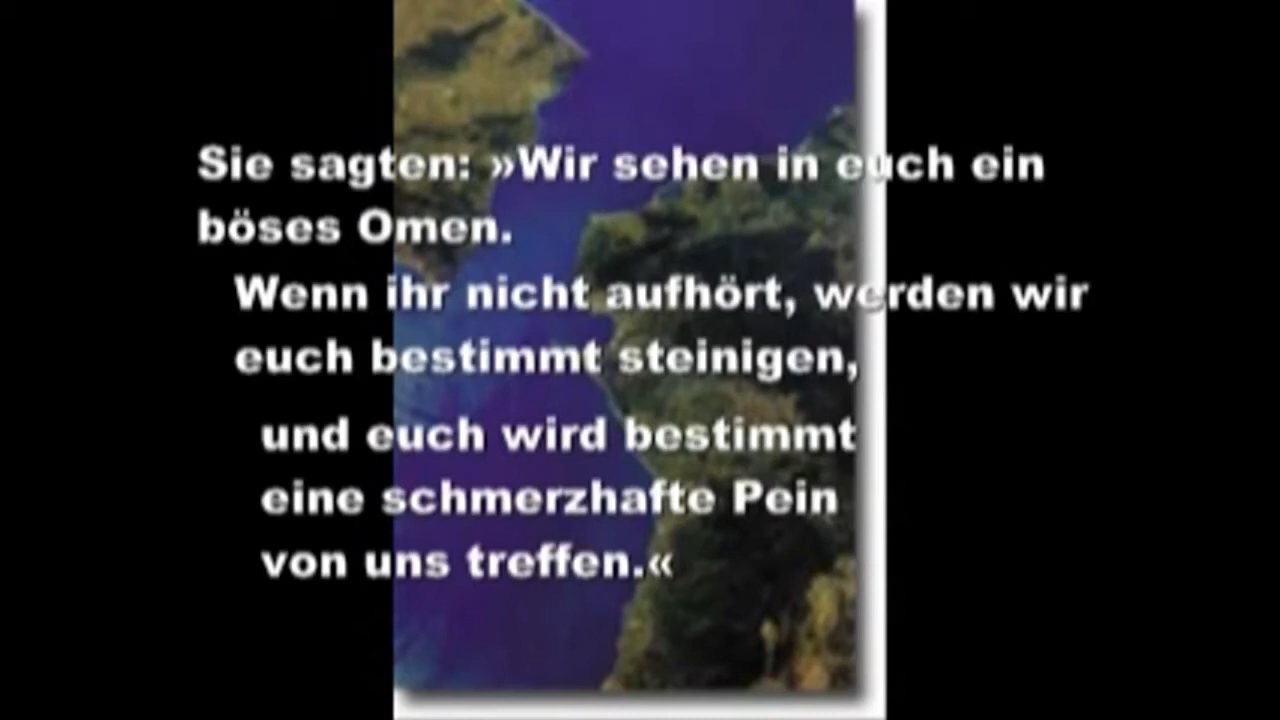 Sie sagten: »Wir sehen in euch ein
böses Omen.
Wenn ihr nicht aufhört, werden wir
euch bestimmt steinigen,
und euch wird bestimmt
eine schmerzhafte Pein
von uns treffen.«